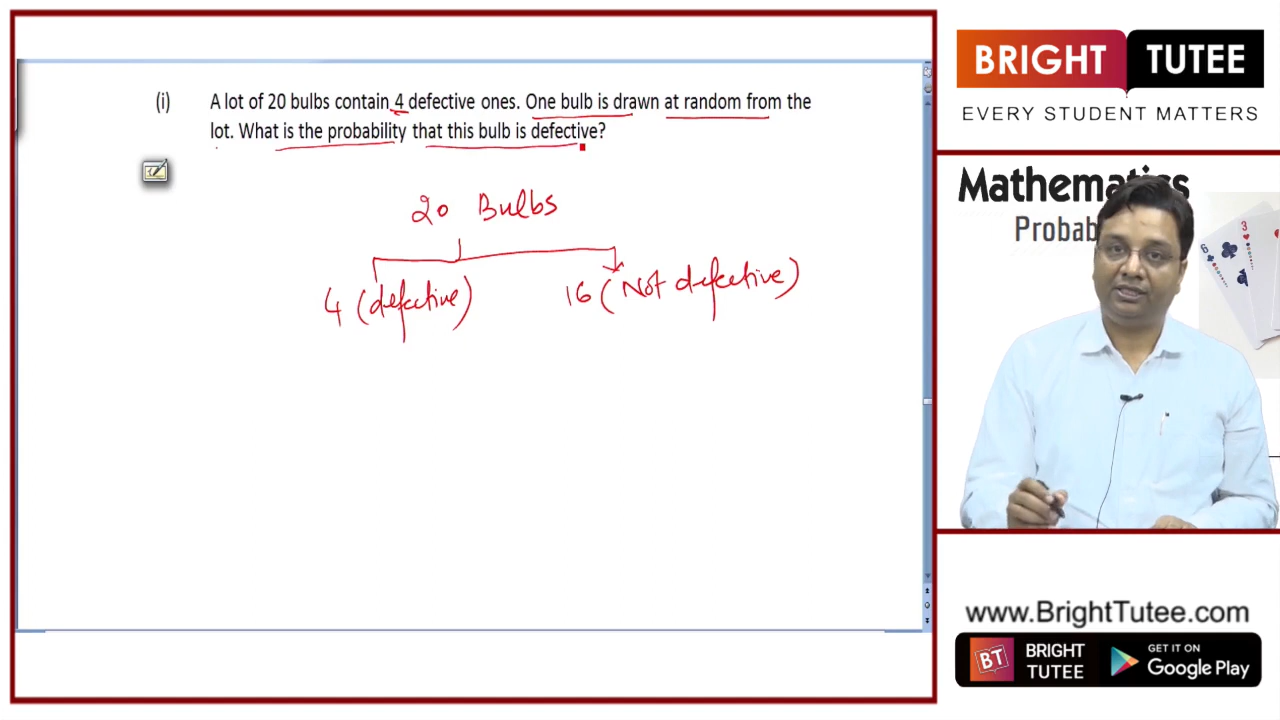 (i) A lot of 20 bulbs contain 4 defective ones. One bulb is drawn at random from the
lot. What is the probability that this bulb is defective?
20 Bulbs
4 (defective) 16 (Not defective)
BRIGHT TUTEE
EVERY STUDENT MATTERS
Mathematics
3
6
www.BrightTutee.com
BT BRIGHT TUTEE
GET IT ON Google Play